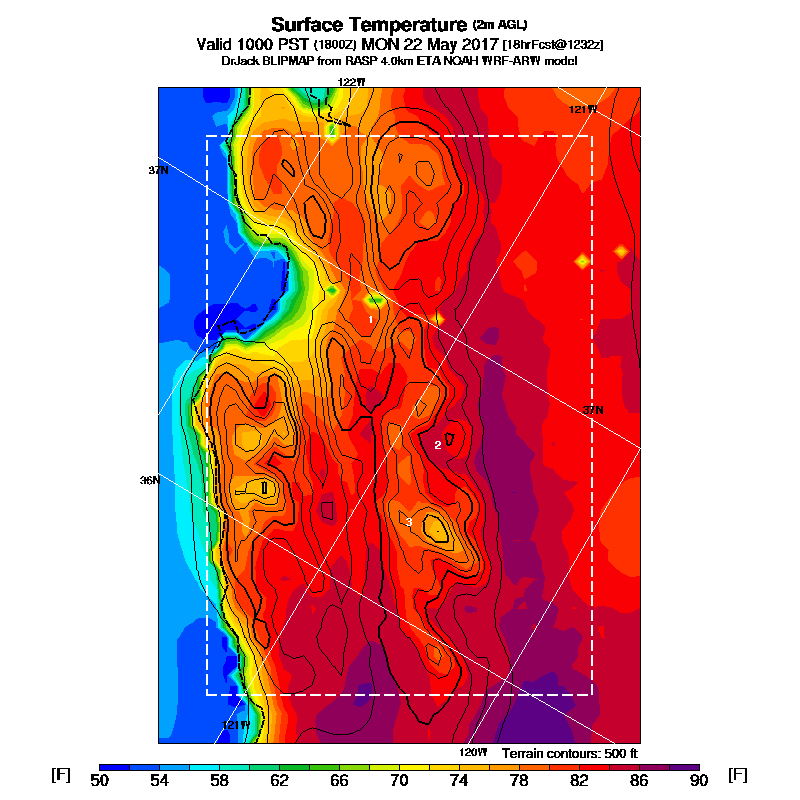 Surface Temperature (2m AGL)
Valid 1000 PST (1800Z) MON 22 May 2017 [18hrFcst@1232z]
DrJack BLIPMAP from RASP 4.0km ETA NOAH WRF-ARW model
122W
121W
37N
1
37N
2
36N
3
121W
120W Terrain contours: 500 ft
[F] 50 54 58 62 66 70 74 78 82 86 90 [F]